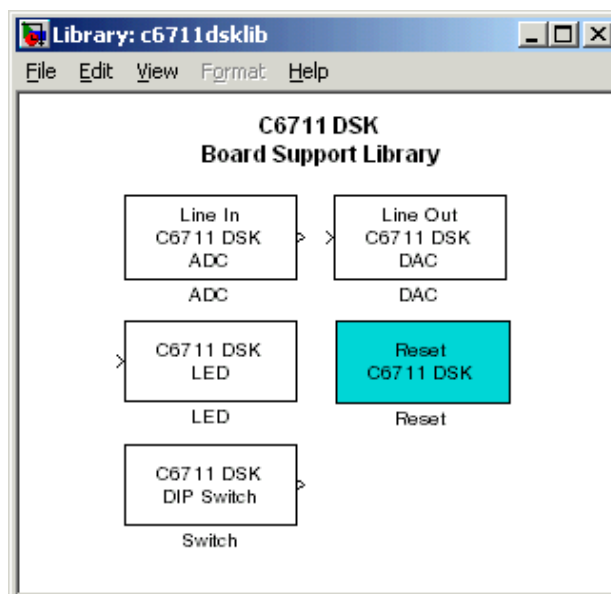 Library: c6711dsklib
File Edit View Format Help
C6711 DSK
Board Support Library
Line In
C6711 DSK
ADC
ADC
Line Out
C6711 DSK
DAC
DAC
C6711 DSK
LED
LED
Reset
C6711 DSK
Reset
C6711 DSK
DIP Switch
Switch